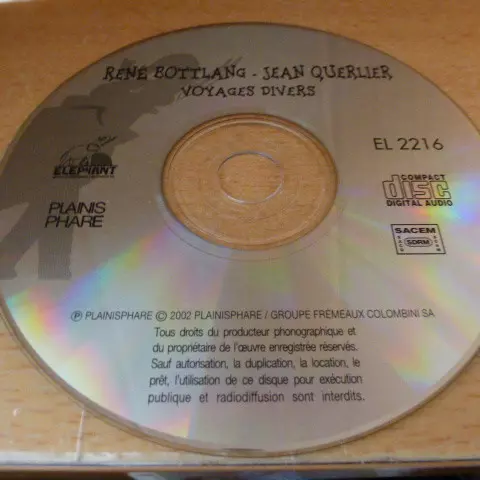 RENÉ BOTTLANG - JEAN QUERLIER
VOYAGES DIVERS
EL 2216
ELEPHANT
COMPACT
disc
DIGITAL AUDIO
PLAINIS
PHARE
SACEM
SDRM
Ⓟ PLAINISPHARE © 2002 PLAINISPHARE / GROUPE FRÉMEAUX COLOMBINI SA
Tous droits du producteur phonographique et
du propriétaire de l'œuvre enregistrée réservés.
Sauf autorisation, la duplication, la location, le
prêt, l'utilisation de ce disque pour exécution
publique et radiodiffusion sont interdits.